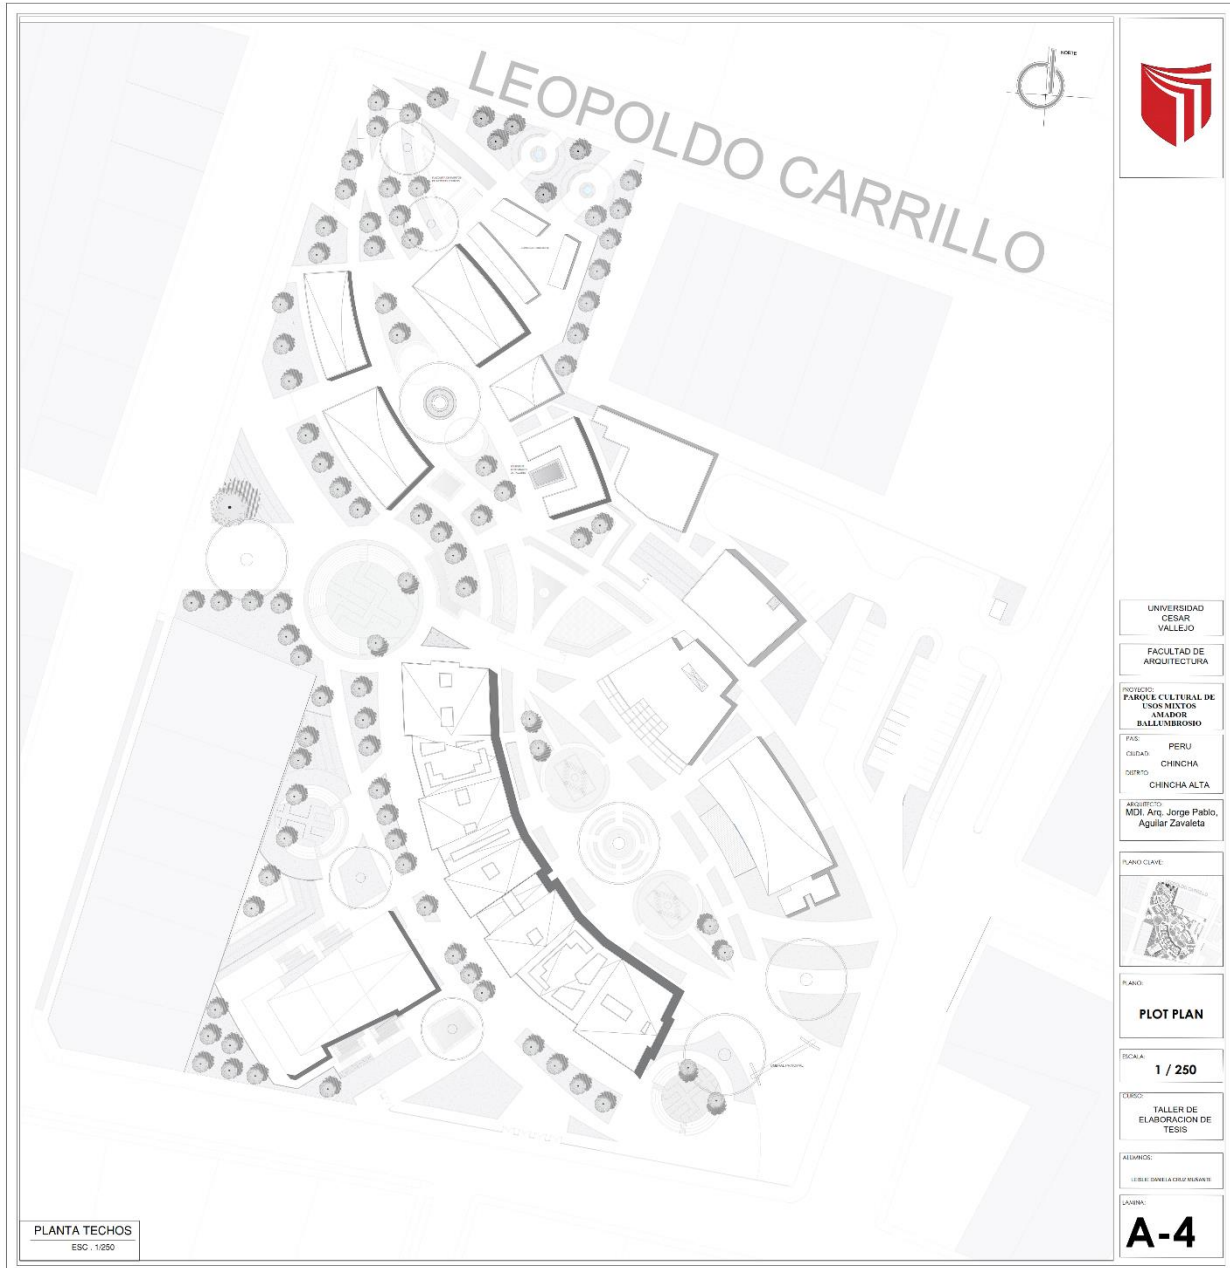 LEOPOLDO CARRILLO
NORTE
UNIVERSIDAD
CESAR
VALLEJO
FACULTAD DE
ARQUITECTURA
PROYECTO:
PARQUE CULTURAL DE
USOS MIXTOS
AMADOR
BALLUMBROSIO
PAIS:
PERU
CIUDAD:
CHINCHA
DISTRITO:
CHINCHA ALTA
ARQUITECTO:
MDI. Arq. Jorge Pablo,
Aguilar Zavaleta
PLANO CLAVE:
PLANO:
PLOT PLAN
ESCALA:
1 / 250
CURSO:
TALLER DE
ELABORACION DE
TESIS
ALUMNOS:
LAMINA:
A-4
PLANTA TECHOS
ESC . 1/250